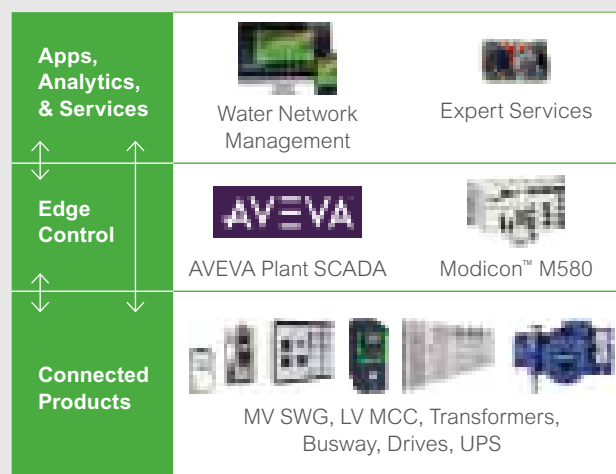 Apps,
Analytics,
& Services
Water Network
Management
Expert Services
Edge
Control
AVEVA
AVEVA Plant SCADA
Modicon™ M580
Connected
Products
MV SWG, LV MCC, Transformers,
Busway, Drives, UPS